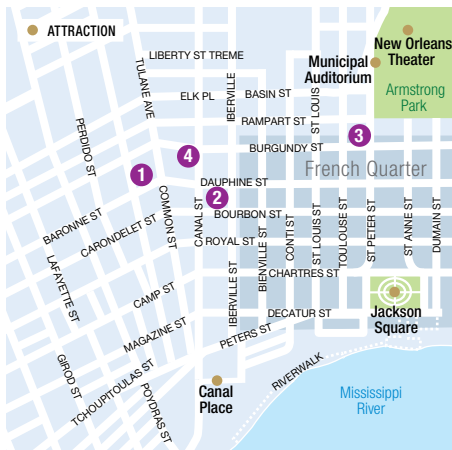 ATTRACTION
LIBERTY ST TREME
New Orleans
Theater
Municipal
Auditorium
TULANE AVE
IBERVILLE
ELK PL
BASIN ST
ST LOUIS
Armstrong
Park
RAMPART ST
PERDIDO ST
3
BURGUNDY ST
4
French Quarter
1
DAUPHINE ST
2
COMMON ST
CANAL ST
BOURBON ST
BARONNE ST
CARONDELET ST
ROYAL ST
BIENVILLE ST
CONTI ST
ST LOUIS ST
TOULOUSE ST
ST PETER ST
ST ANNE ST
DUMAIN ST
LAFAYETTE ST
IBERVILLE ST
CHARTRES ST
CAMP ST
DECATUR ST
Jackson
Square
MAGAZINE ST
PETERS ST
GIROD ST
TCHOUPITOULAS ST
POYDRAS ST
RIVERWALK
Canal
Place
Mississippi
River